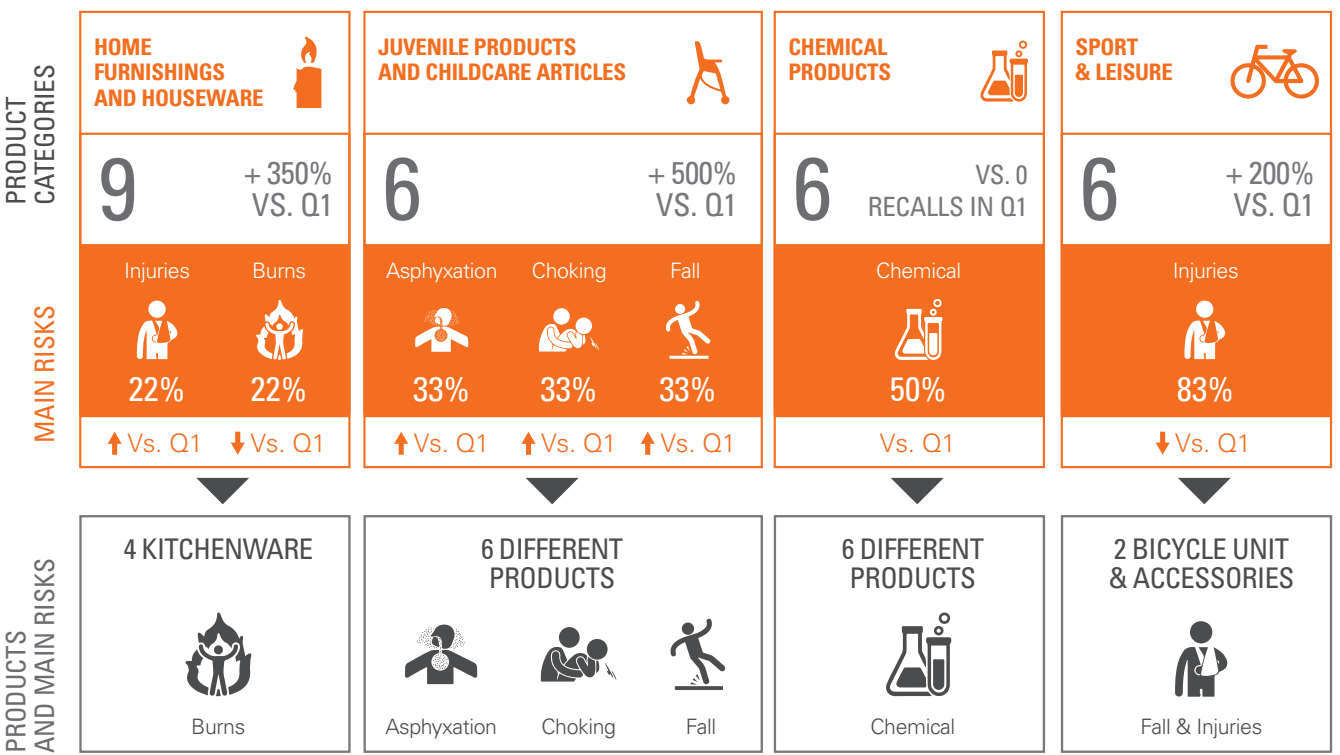 PRODUCT
CATEGORIES
HOME
FURNISHINGS
AND HOUSEWARE
JUVENILE PRODUCTS
AND CHILDCARE ARTICLES
CHEMICAL
PRODUCTS
SPORT
& LEISURE
9
+ 350%
VS. Q1
6
+ 500%
VS. Q1
6
VS. 0
RECALLS IN Q1
6
+ 200%
VS. Q1
MAIN RISKS
Injuries
Burns
Asphyxation
Choking
Fall
Chemical
Injuries
22%
22%
33%
33%
33%
50%
83%
Vs. Q1
Vs. Q1
Vs. Q1
Vs. Q1
Vs. Q1
Vs. Q1
Vs. Q1
PRODUCTS
AND MAIN RISKS
4 KITCHENWARE
Burns
6 DIFFERENT
PRODUCTS
Asphyxation
Choking
Fall
6 DIFFERENT
PRODUCTS
Chemical
2 BICYCLE UNIT
& ACCESSORIES
Fall & Injuries